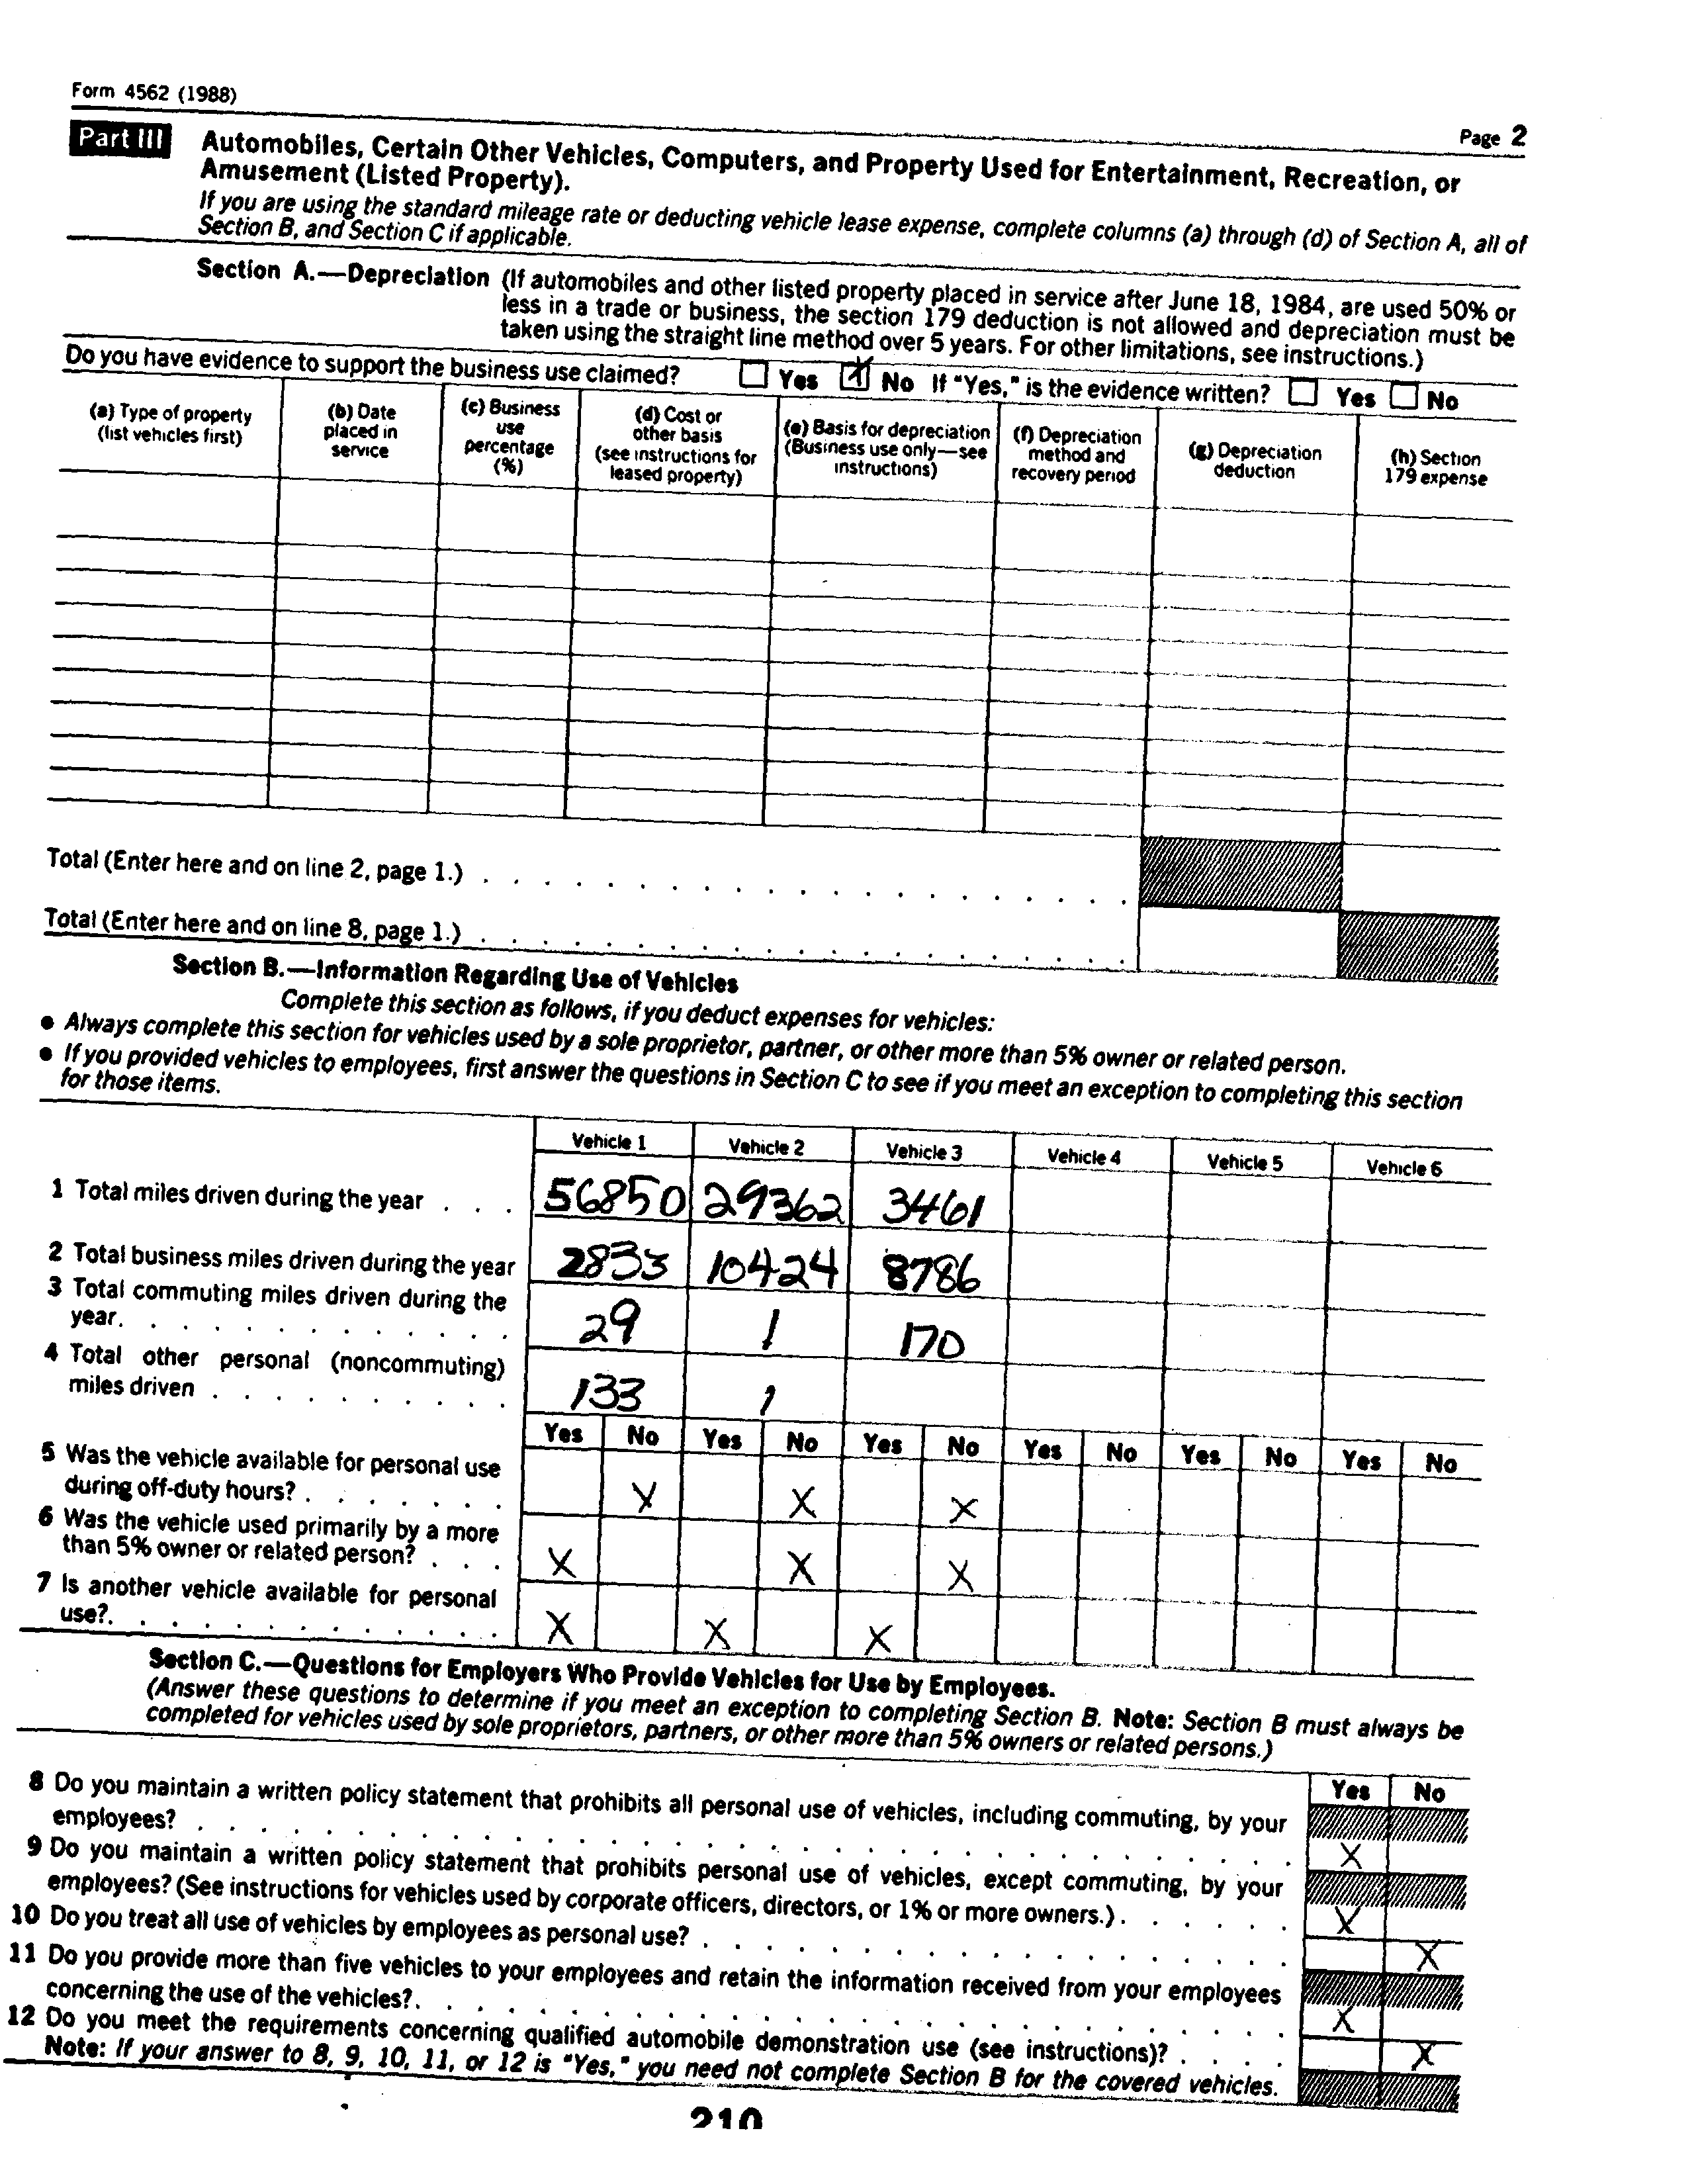 Form 4562 (1988)
Page 2
Part III Automobiles, Certain Other Vehicles, Computers, and Property Used for Entertainment, Recreation, or
Amusement (Listed Property).
If you are using the standard mileage rate or deducting vehicle lease expense, complete columns (a) through (d) of Section A, all of
Section B, and Section C if applicable.
Section A.—Depreciation (If automobiles and other listed property placed in service after June 18, 1984, are used 50% or
less in a trade or business, the section 179 deduction is not allowed and depreciation must be
taken using the straight line method over 5 years. For other limitations, see instructions.)
Do you have evidence to support the business use claimed? Yes X No If "Yes," is the evidence written? Yes No
(a) Type of property
(list vehicles first)
(b) Date
placed in
service
(c) Business
use
percentage
(%)
(d) Cost or
other basis
(see instructions for
leased property)
(e) Basis for depreciation
(Business use only—see
instructions)
(f) Depreciation
method and
recovery period
(g) Depreciation
deduction
(h) Section
179 expense
Total (Enter here and on line 2, page 1.)
Total (Enter here and on line 8, page 1.)
Section B.—Information Regarding Use of Vehicles
Complete this section as follows, if you deduct expenses for vehicles:
● Always complete this section for vehicles used by a sole proprietor, partner, or other more than 5% owner or related person.
● If you provided vehicles to employees, first answer the questions in Section C to see if you meet an exception to completing this section
for those items.
Vehicle 1 Vehicle 2 Vehicle 3 Vehicle 4 Vehicle 5 Vehicle 6
1 Total miles driven during the year . . . 56850 29362 3461
2 Total business miles driven during the year 2833 10424 8786
3 Total commuting miles driven during the
year. 29 1 170
4 Total other personal (noncommuting)
miles driven 133 1
Yes No Yes No Yes No Yes No Yes No Yes No
5 Was the vehicle available for personal use
during off-duty hours? X X X
6 Was the vehicle used primarily by a more
than 5% owner or related person? X X X
7 Is another vehicle available for personal
use?. X X X
Section C.—Questions for Employers Who Provide Vehicles for Use by Employees.
(Answer these questions to determine if you meet an exception to completing Section B. Note: Section B must always be
completed for vehicles used by sole proprietors, partners, or other more than 5% owners or related persons.)
Yes No
8 Do you maintain a written policy statement that prohibits all personal use of vehicles, including commuting, by your
employees? X
9 Do you maintain a written policy statement that prohibits personal use of vehicles, except commuting, by your
employees? (See instructions for vehicles used by corporate officers, directors, or 1% or more owners.) X
10 Do you treat all use of vehicles by employees as personal use? X
11 Do you provide more than five vehicles to your employees and retain the information received from your employees
concerning the use of the vehicles?. X
12 Do you meet the requirements concerning qualified automobile demonstration use (see instructions)? X
Note: If your answer to 8, 9, 10, 11, or 12 is "Yes," you need not complete Section B for the covered vehicles.
210